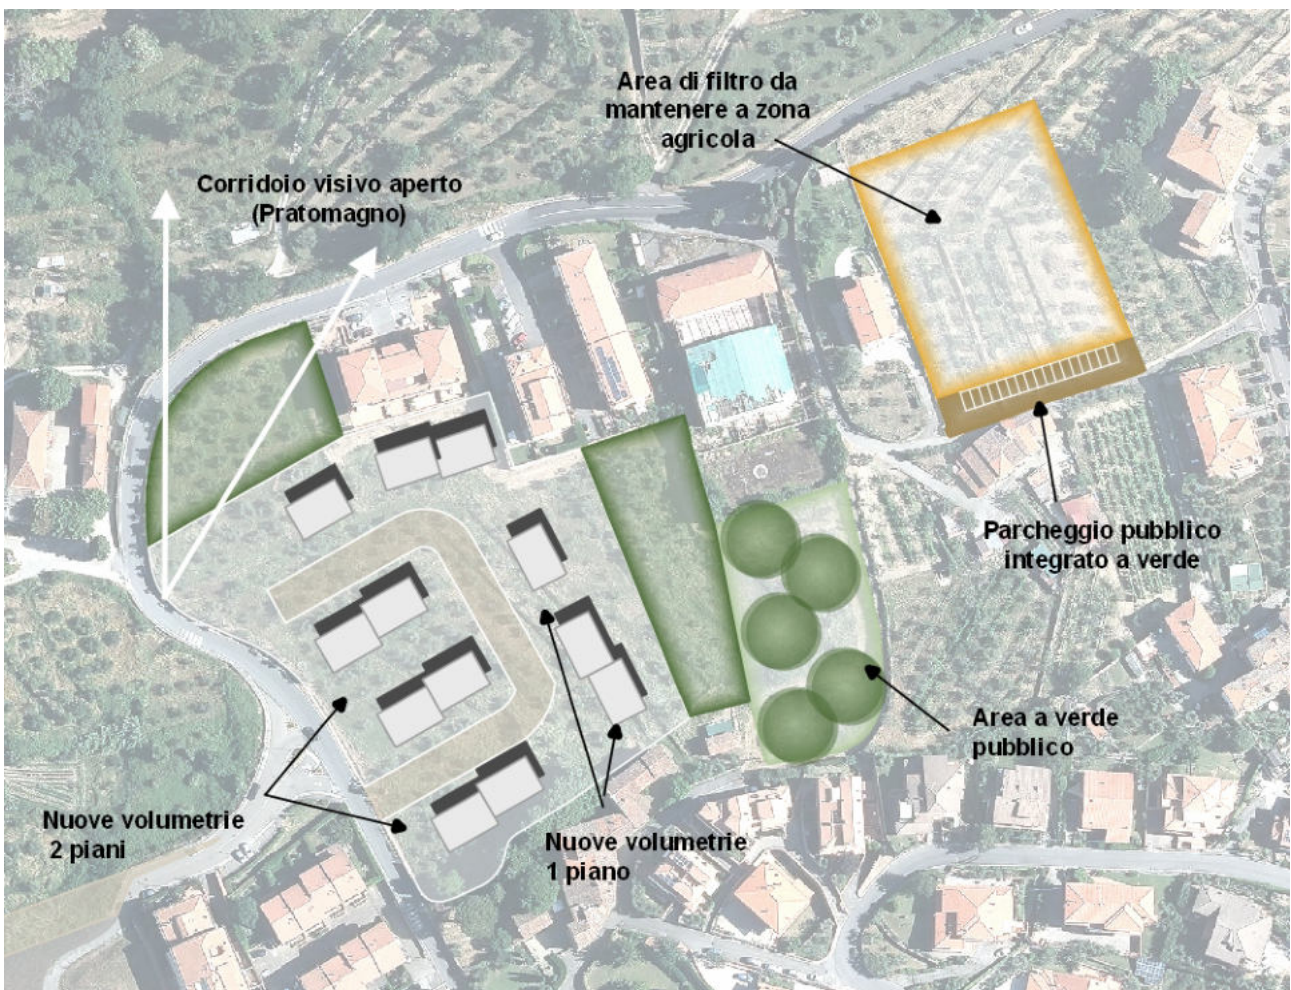 Area di filtro da
mantenere a zona
agricola
Corridoio visivo aperto
(Pratomagno)
Parcheggio pubblico
integrato a verde
Area a verde
pubblico
Nuove volumetrie
2 piani
Nuove volumetrie
1 piano